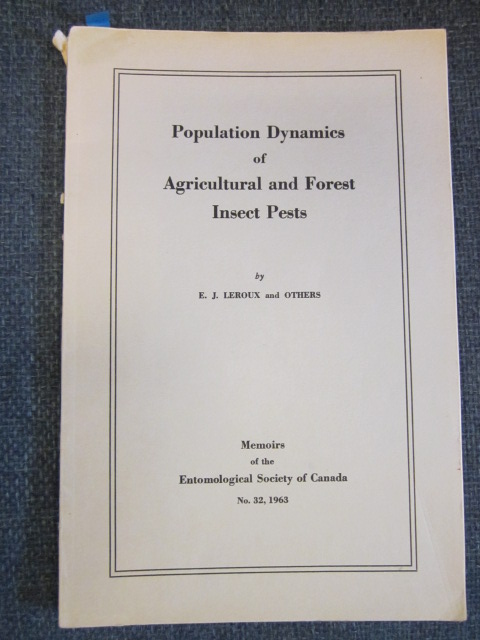 Population Dynamics
of
Agricultural and Forest
Insect Pests
by
E. J. LEROUX and OTHERS
Memoirs
of the
Entomological Society of Canada
No. 32, 1963